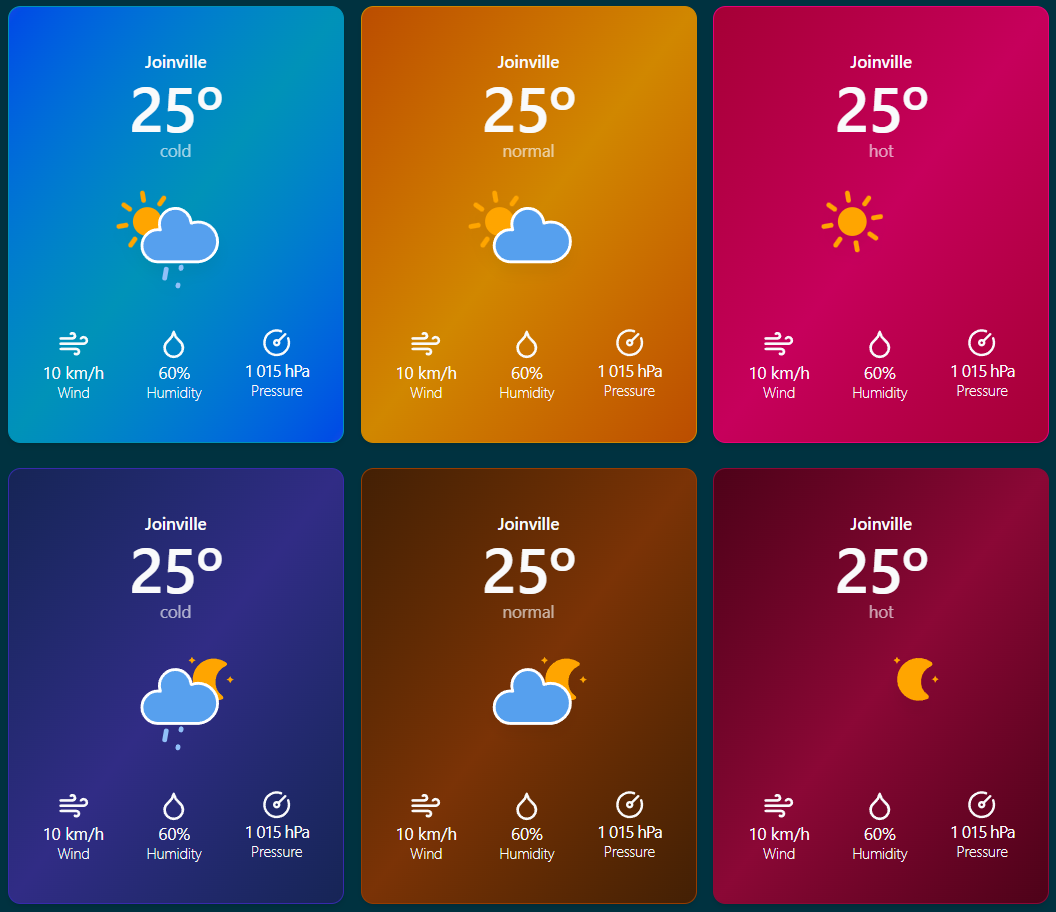 Joinville
25º
cold
10 km/h
Wind
60%
Humidity
1 015 hPa
Pressure
Joinville
25º
normal
10 km/h
Wind
60%
Humidity
1 015 hPa
Pressure
Joinville
25º
hot
10 km/h
Wind
60%
Humidity
1 015 hPa
Pressure
Joinville
25º
cold
10 km/h
Wind
60%
Humidity
1 015 hPa
Pressure
Joinville
25º
normal
10 km/h
Wind
60%
Humidity
1 015 hPa
Pressure
Joinville
25º
hot
10 km/h
Wind
60%
Humidity
1 015 hPa
Pressure